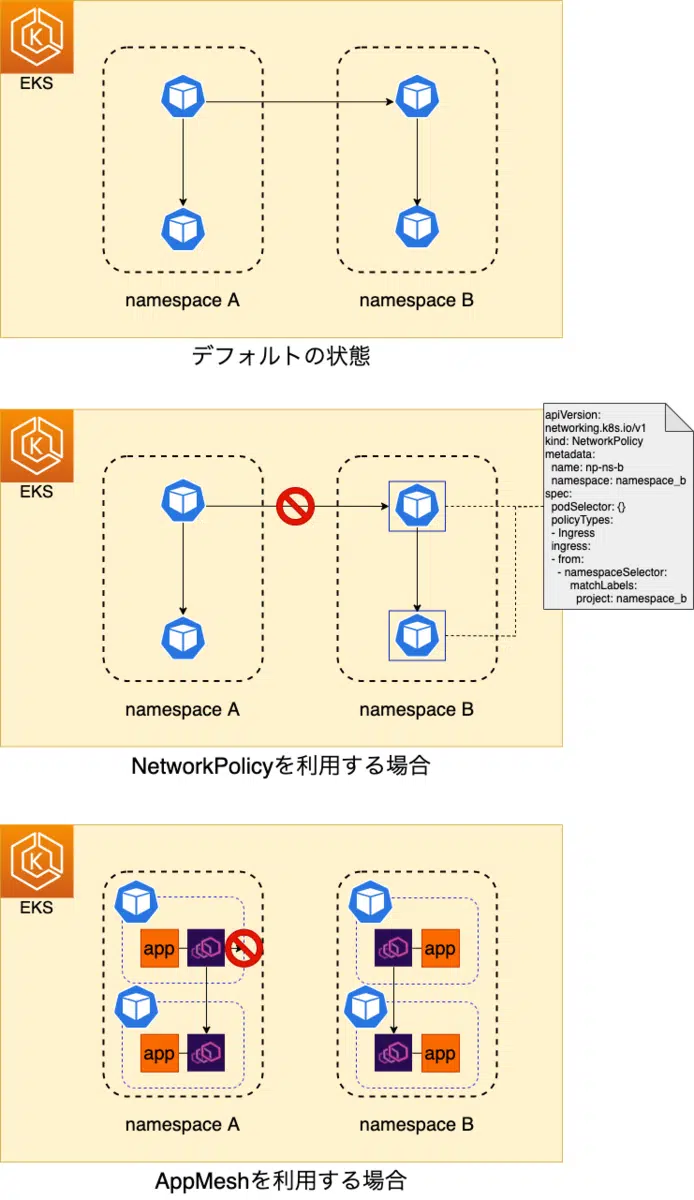 EKS
namespace A
namespace B
デフォルトの状態
EKS
apiVersion:
networking.k8s.io/v1
kind: NetworkPolicy
metadata:
  name: np-ns-b
  namespace: namespace_b
spec:
  podSelector: {}
  policyTypes:
  - Ingress
  ingress:
  - from:
    - namespaceSelector:
        matchLabels:
          project: namespace_b
namespace A
namespace B
NetworkPolicyを利用する場合
EKS
app
app
app
app
namespace A
namespace B
AppMeshを利用する場合